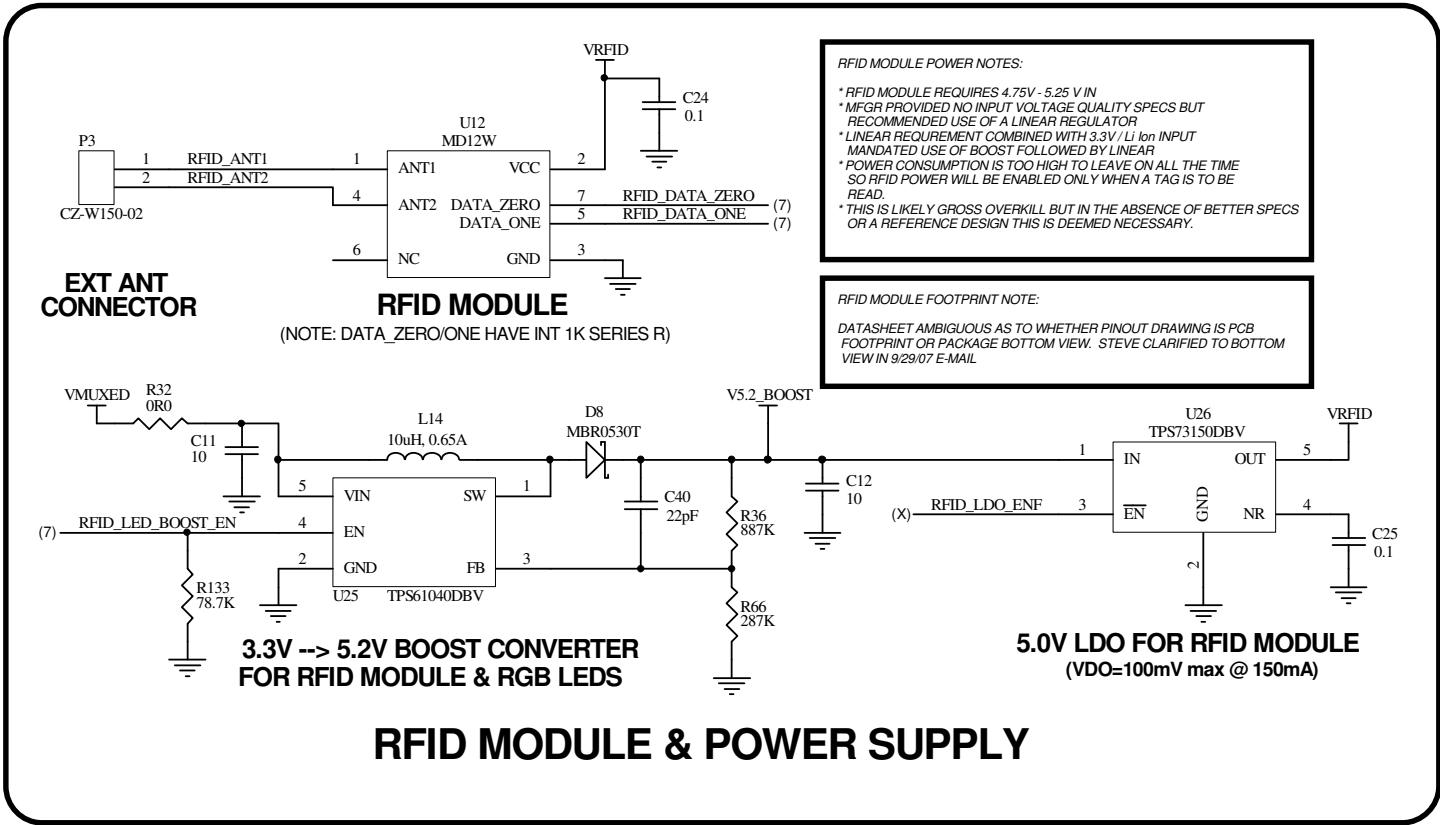 VRFID
C24
0.1
U12
MD12W
P3
1 RFID_ANT1 1 ANT1 VCC 2
2 RFID_ANT2 4 ANT2 DATA_ZERO 7 RFID_DATA_ZERO (7)
DATA_ONE 5 RFID_DATA_ONE (7)
CZ-W150-02
6 NC GND 3
EXT ANT
CONNECTOR
RFID MODULE
(NOTE: DATA_ZERO/ONE HAVE INT 1K SERIES R)
RFID MODULE POWER NOTES:
* RFID MODULE REQUIRES 4.75V - 5.25 V IN
* MFGR PROVIDED NO INPUT VOLTAGE QUALITY SPECS BUT
RECOMMENDED USE OF A LINEAR REGULATOR
* LINEAR REQUREMENT COMBINED WITH 3.3V / Li Ion INPUT
MANDATED USE OF BOOST FOLLOWED BY LINEAR
* POWER CONSUMPTION IS TOO HIGH TO LEAVE ON ALL THE TIME
SO RFID POWER WILL BE ENABLED ONLY WHEN A TAG IS TO BE
READ.
* THIS IS LIKELY GROSS OVERKILL BUT IN THE ABSENCE OF BETTER SPECS
OR A REFERENCE DESIGN THIS IS DEEMED NECESSARY.
RFID MODULE FOOTPRINT NOTE:
DATASHEET AMBIGUOUS AS TO WHETHER PINOUT DRAWING IS PCB
FOOTPRINT OR PACKAGE BOTTOM VIEW. STEVE CLARIFIED TO BOTTOM
VIEW IN 9/29/07 E-MAIL
VMUXED
R32
0R0
C11
10
L14
10uH, 0.65A
D8
MBR0530T
V5.2_BOOST
5 VIN SW 1
(7) RFID_LED_BOOST_EN 4 EN
2 GND FB 3
U25 TPS61040DBV
R133
78.7K
C40
22pF
R36
887K
R66
287K
C12
10
U26
TPS73150DBV
VRFID
1 IN OUT 5
(X) RFID_LDO_ENF 3 EN GND NR 4
2
C25
0.1
3.3V --> 5.2V BOOST CONVERTER
FOR RFID MODULE & RGB LEDS
5.0V LDO FOR RFID MODULE
(VDO=100mV max @ 150mA)
RFID MODULE & POWER SUPPLY